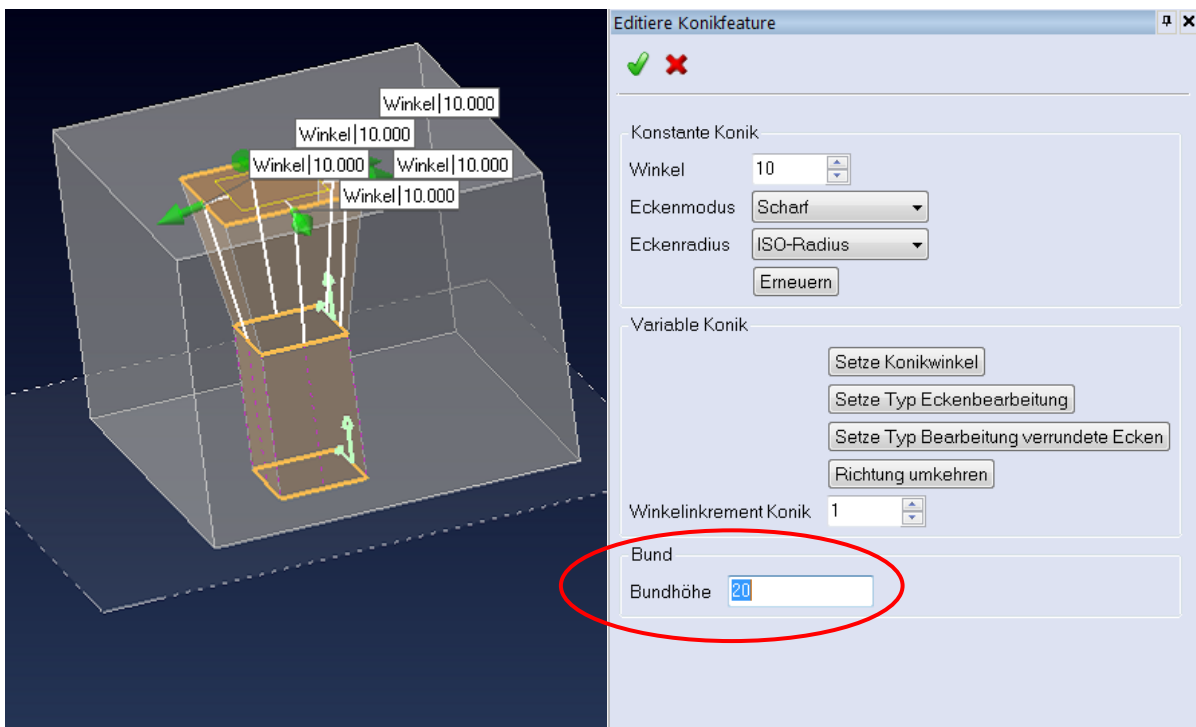 Editiere Konikfeature
Winkel 10.000
Winkel 10.000
Winkel 10.000
Winkel 10.000
Winkel 10.000
Konstante Konik
Winkel 10
Eckenmodus Scharf
Eckenradius ISO-Radius
Erneuern
Variable Konik
Setze Konikwinkel
Setze Typ Eckenbearbeitung
Setze Typ Bearbeitung verrundete Ecken
Richtung umkehren
Winkelinkrement Konik 1
Bund
Bundhöhe 20